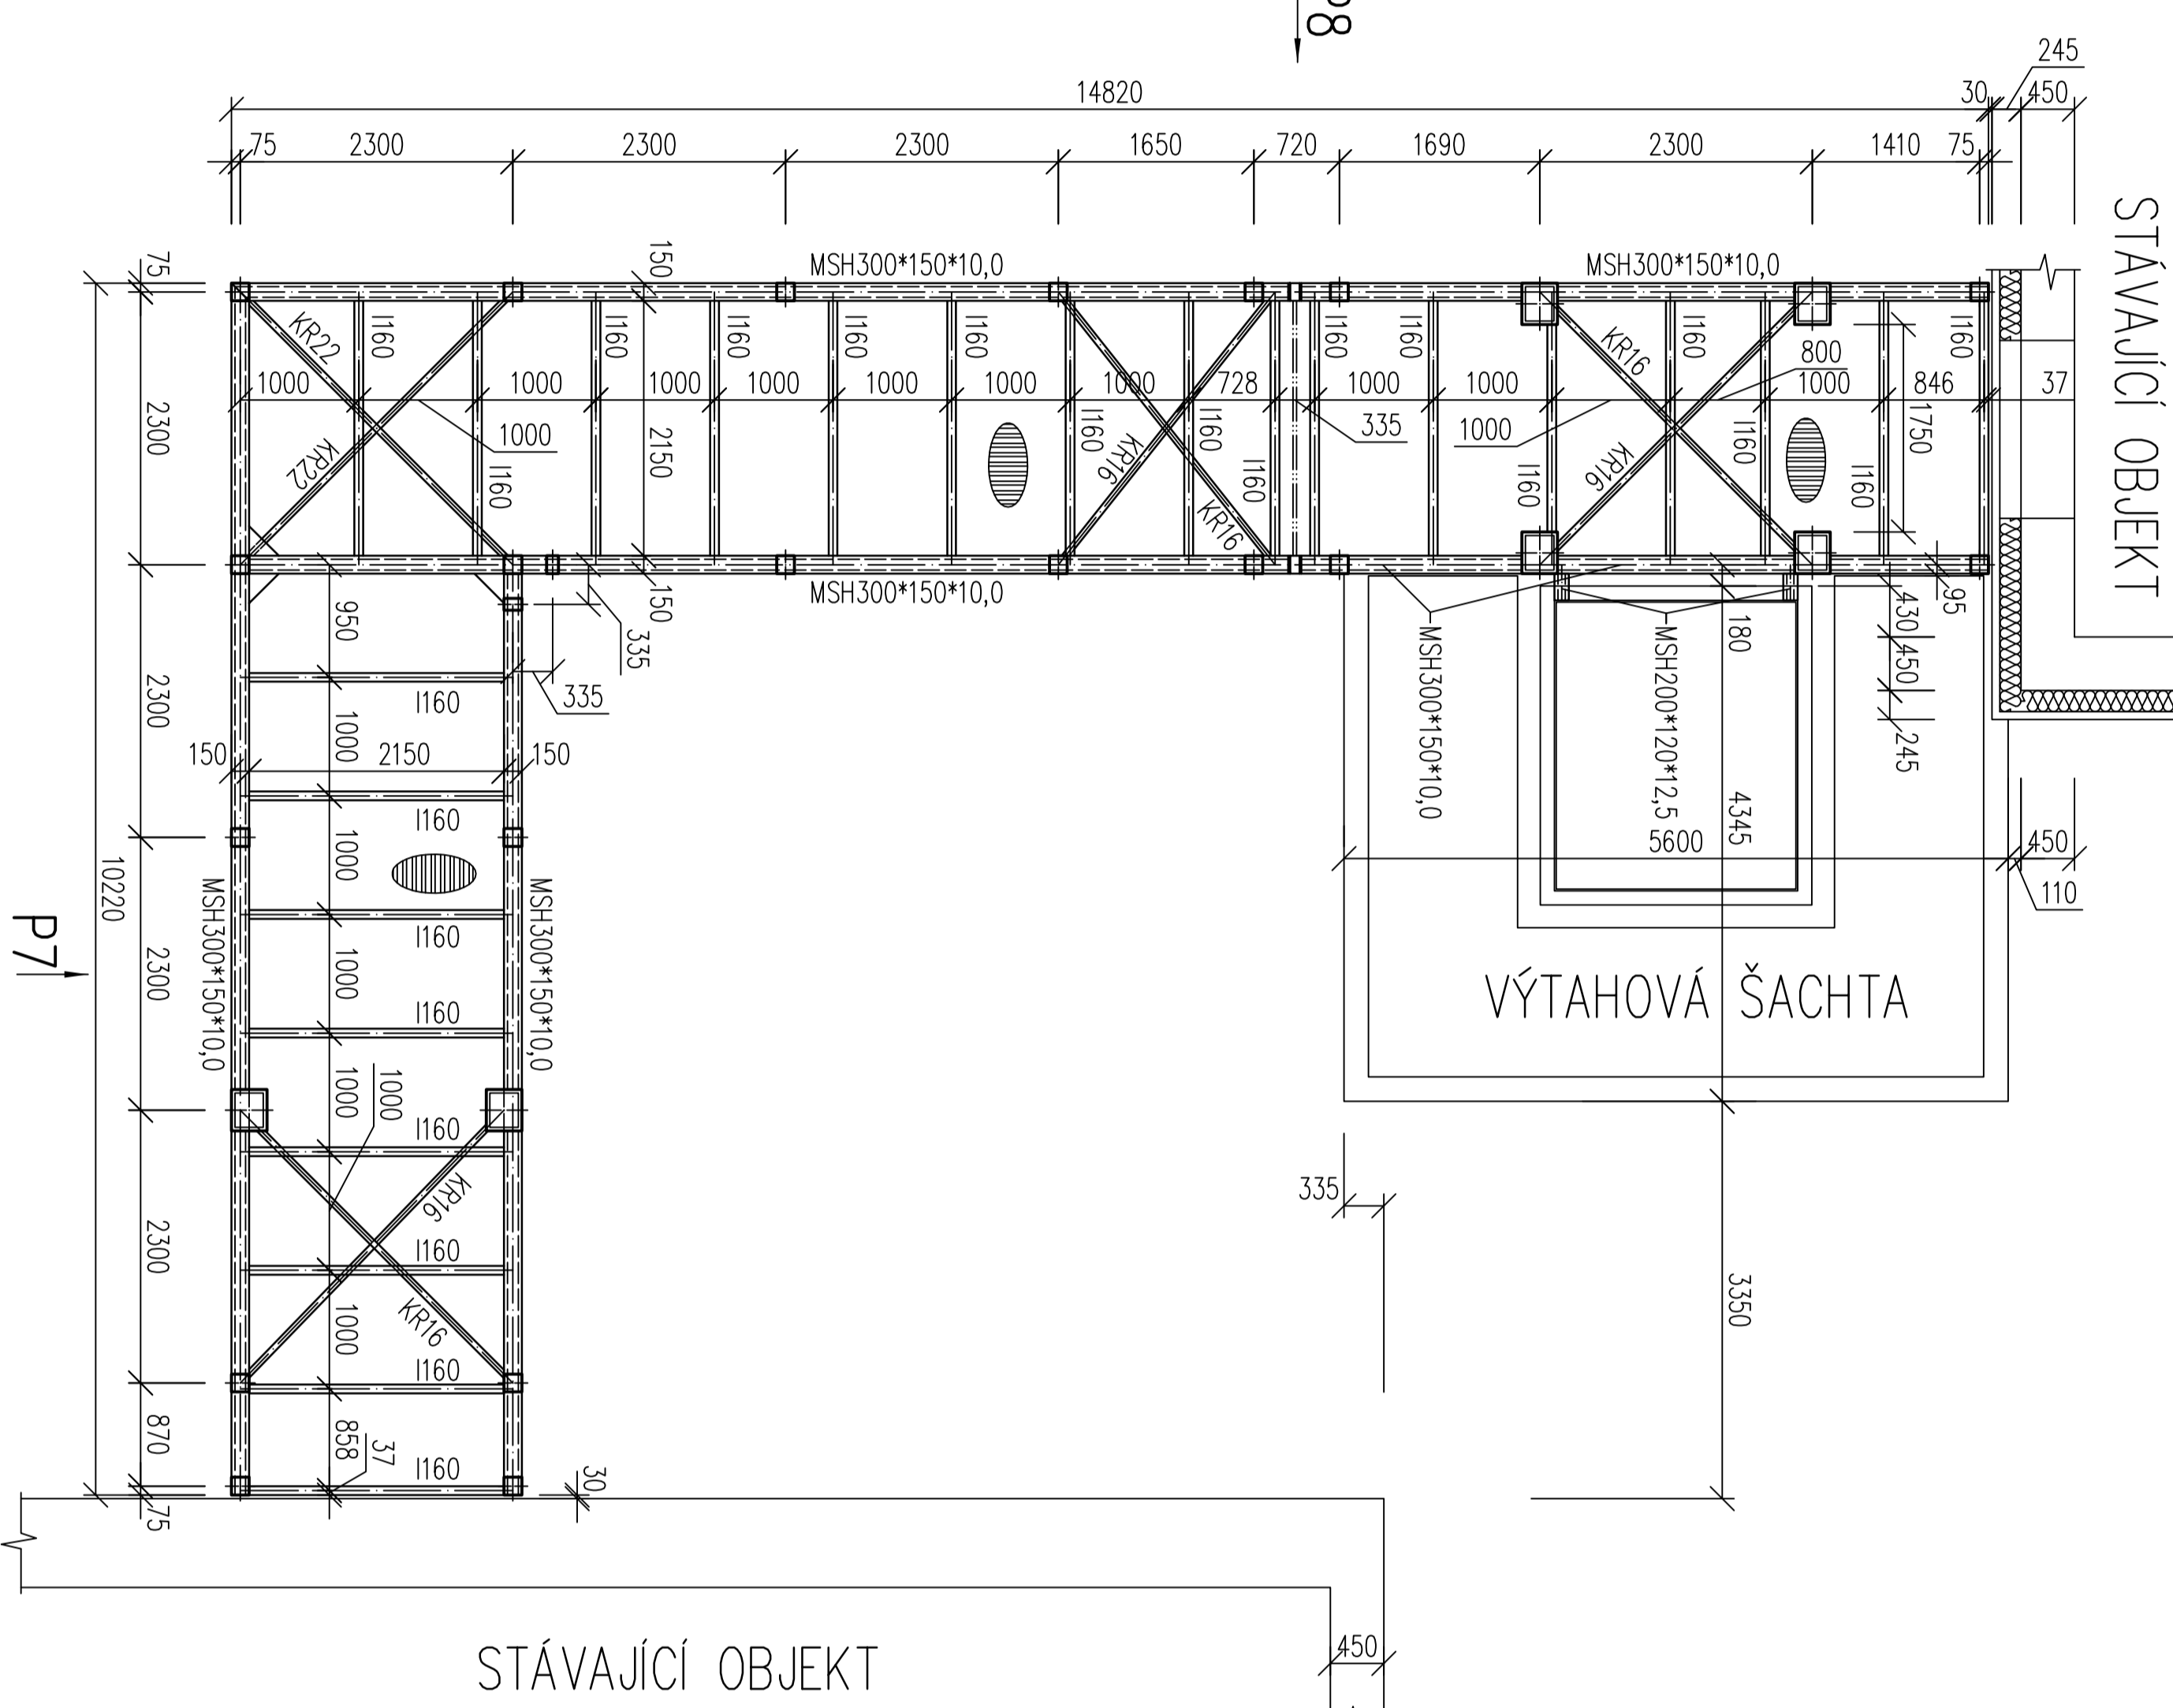 P8
245
14820
30
450
75
2300
2300
2300
1650
720
1690
2300
1410
75
STÁVAJÍCÍ OBJEKT
75
150
MSH300*150*10,0
MSH300*150*10,0
KR22
I160
I160
I160
I160
I160
I160
I160
KR16
I160
800
I160
1000
1000
1000
1000
1000
1000
1000
728
1000
1000
1000
846
37
2300
1000
2150
335
1000
1750
KR22
I160
I160
KR16
I160
I160
KR16
I160
KR16
I160
I160
MSH300*150*10,0
150
95
430
950
335
180
450
I160
335
MSH300*150*10,0
MSH200*120*12,5
245
2300
1000
150
2150
150
I160
4345
5600
450
1000
110
10220
MSH300*150*10,0
MSH300*150*10,0
I160
P7
2300
1000
VÝTAHOVÁ ŠACHTA
I160
1000
1000
I160
KR16
335
2300
I160
3350
KR16
1000
I160
870
858
37
I160
30
75
STÁVAJÍCÍ OBJEKT
450